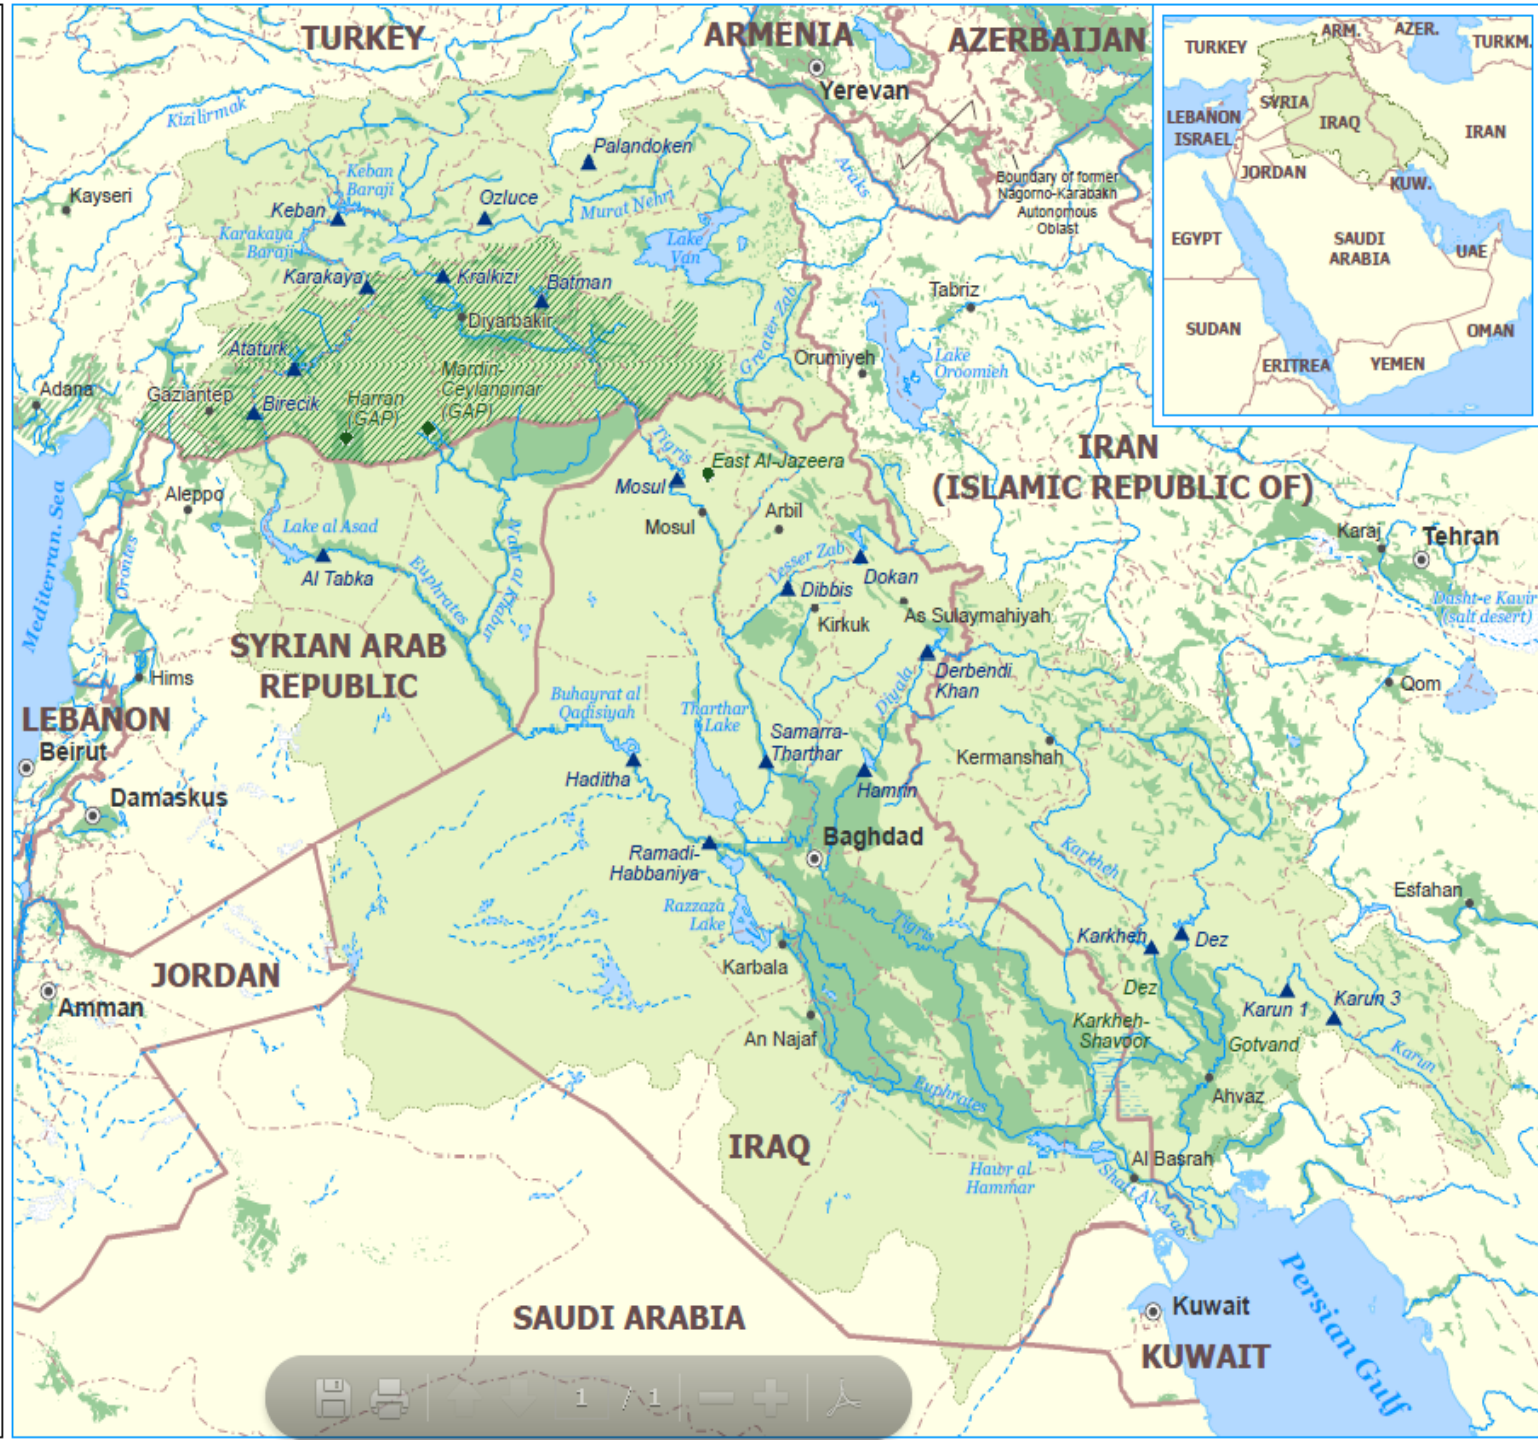 TURKEY
ARMENIA
AZERBAIJAN
Yerevan
Kizilirmak
Palandoken
Araks
Boundary of former
Nagorno-Karabakh
Autonomous
Oblast
Kayseri
Keban
Baraji
Keban
Ozluce
Murat Nehri
Karakaya
Baraji
Lake
Van
Karakaya
Kralkizi
Batman
Diyarbakir
Greater Zab
Tabriz
Orumiyeh
Lake
Oroomieh
Ataturk
Adana
Gaziantep
Birecik
Harran
(GAP)
Mardin-
Ceylanpinar
(GAP)
TURKEY
ARM.
AZER.
TURKM.
SYRIA
LEBANON
ISRAEL
IRAQ
IRAN
JORDAN
KUW.
EGYPT
SAUDI
ARABIA
UAE
SUDAN
OMAN
ERITREA
YEMEN
IRAN
(ISLAMIC REPUBLIC OF)
Tigris
East Al-Jazeera
Mosul
Mosul
Arbil
Aleppo
Lake al Asad
Al Tabka
Euphrates
Nahr al Khabur
Mediterran. Sea
Orontes
Lesser Zab
Dokan
Dibbis
Kirkuk
As Sulaymahiyah
Karaj
Tehran
Dasht-e Kavir
(salt desert)
SYRIAN ARAB
REPUBLIC
Hims
Derbendi
Khan
Diyala
Qom
LEBANON
Beirut
Buhayrat al
Qadisiyah
Tharthar
Lake
Samarra-
Tharthar
Kermanshah
Haditha
Hamrin
Damaskus
Baghdad
Ramadi-
Habbaniya
Karkheh
Esfahan
Razzaza
Lake
Tigris
Karkhen
Dez
Karbala
JORDAN
Amman
Dez
Karun 1
Karun 3
An Najaf
Karkheh-
Shavoor
Gotvand
Karun
Euphrates
Ahvaz
IRAQ
Hawr al
Hammar
Al Basrah
Shatt Al-Arab
SAUDI ARABIA
Kuwait
KUWAIT
Persian Gulf
1 / 1